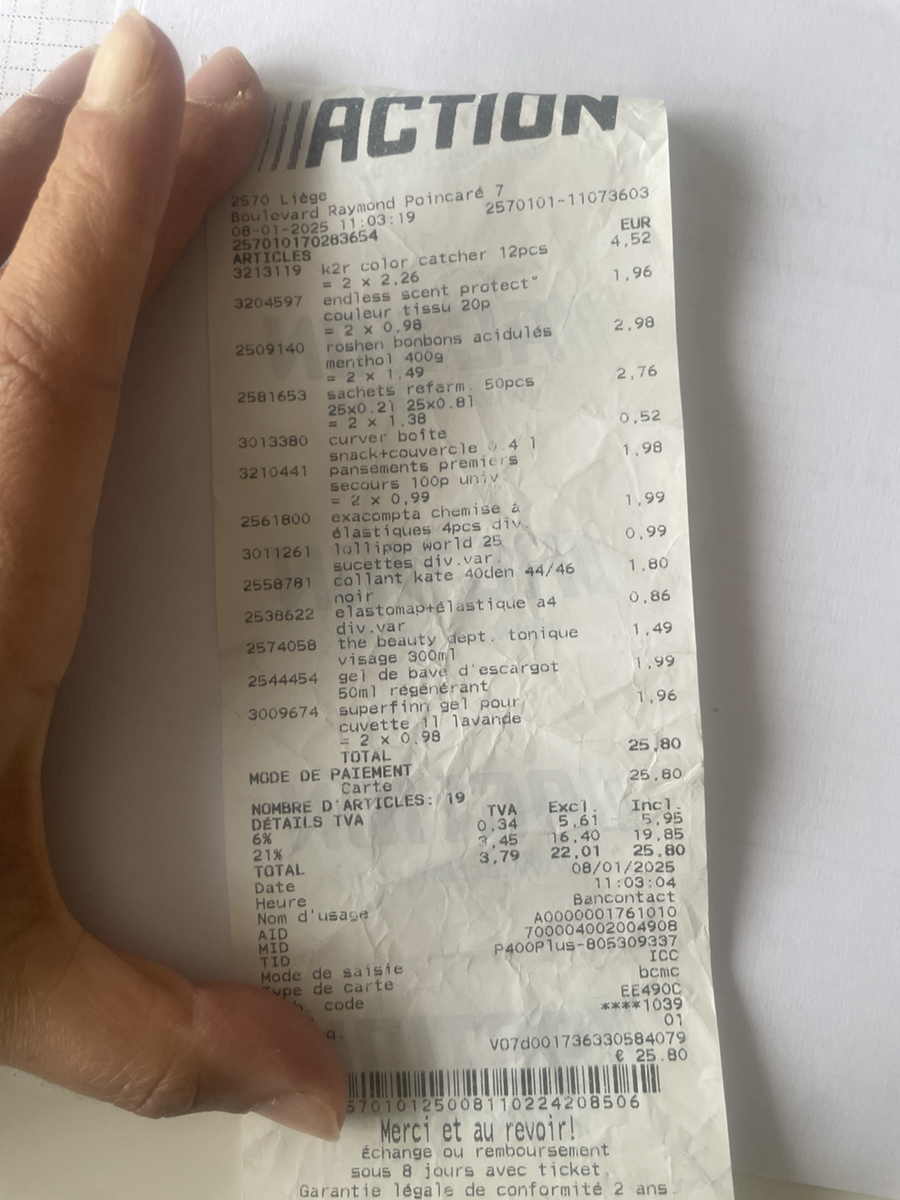 ACTION
2570 Liège
Boulevard Raymond Poincaré 7
08-01-2025 11:03:19 2570101-11073603
257010170283654
ARTICLES EUR
3213119 k2r color catcher 12pcs 4,52
= 2 x 2,26
3204597 endless scent protect" 1,96
couleur tissu 20p
= 2 x 0,98
2509140 roshen bonbons acidulés 2,98
menthol 400g
= 2 x 1,49
2581653 sachets referm. 50pcs 2,76
25x0.2l 25x0.8l
= 2 x 1,38
3013380 curver boîte 0,52
snack+couvercle 0.4 l
3210441 pansements premiers 1,98
secours 100p univ.
= 2 x 0,99
2561800 exacompta chemise à 1,99
élastiques 4pcs div.
3011261 lollipop world 25 0,99
sucettes div.var.
2558781 collant kate 40den 44/46 1,80
noir
2538622 elastomap+élastique a4 0,86
div.var
2574058 the beauty dept. tonique 1,49
visage 300ml
2544454 gel de bave d'escargot 1,99
50ml régénérant
3009674 superfinn gel pour 1,96
cuvette 1l lavande
= 2 x 0,98
TOTAL 25,80
MODE DE PAIEMENT
Carte 25,80
NOMBRE D'ARTICLES: 19
DÉTAILS TVA TVA Excl. Incl.
6% 0,34 5,61 5,95
21% 3,45 16,40 19,85
TOTAL 3,79 22,01 25,80
Date 08/01/2025
Heure 11:03:04
Nom d'usage Bancontact
AID A0000001761010
MID 700004002004908
TID P400Plus-805309337
Mode de saisie ICC
Type de carte bcmc
code EE490C
****1039
01
V07d001736330584079
€ 25.80
57010125008110224208506
Merci et au revoir!
Échange ou remboursement
sous 8 jours avec ticket.
Garantie légale de conformité 2 ans.